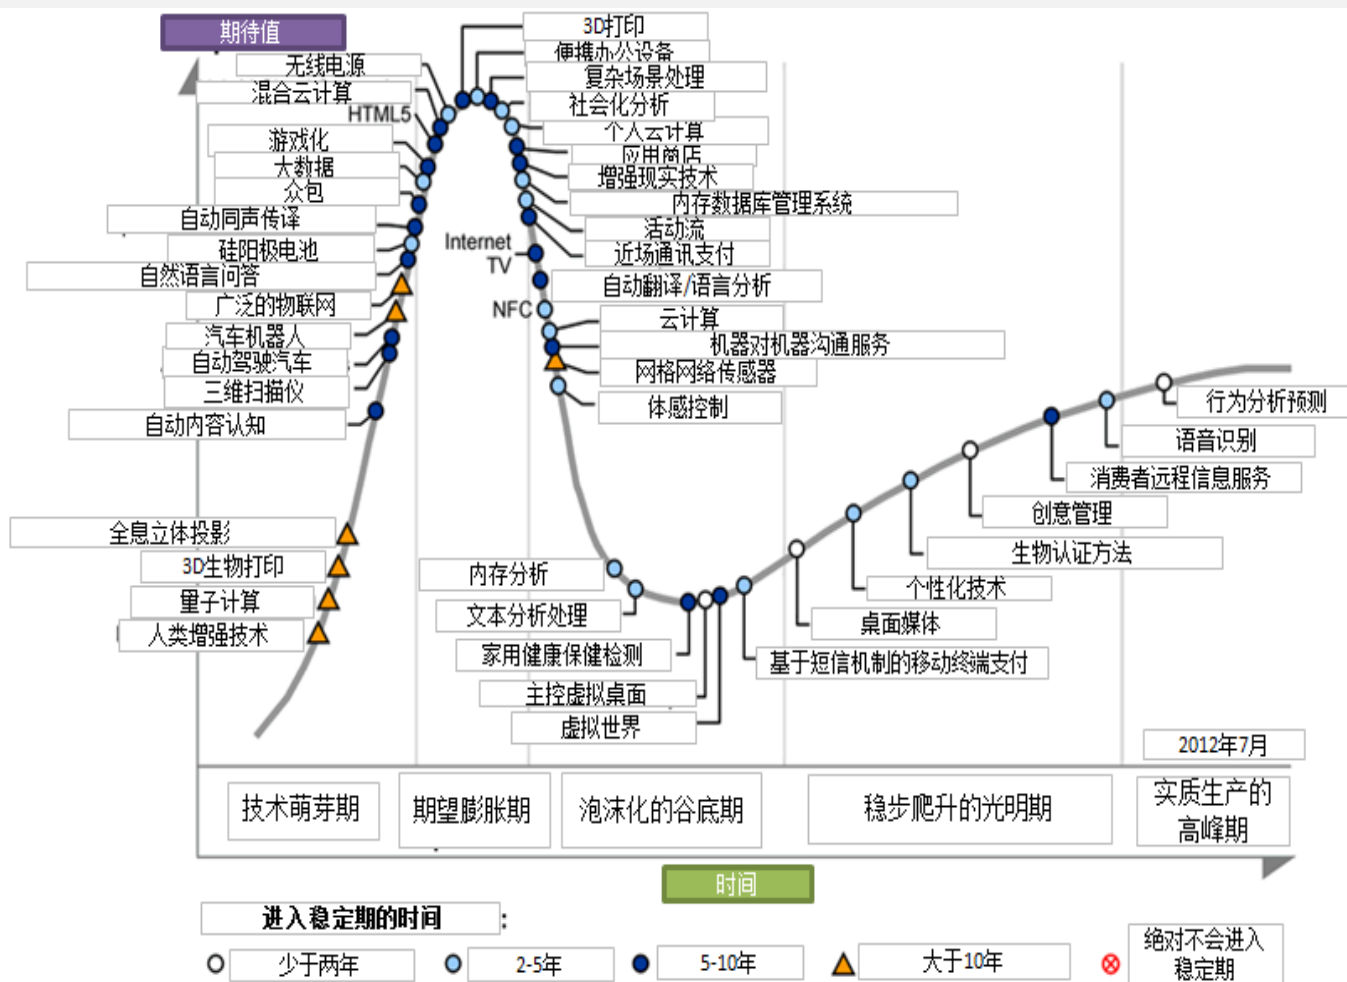 期待值
3D打印
便携办公设备
无线电源
复杂场景处理
混合云计算
社会化分析
HTML5
个人云计算
游戏化
应用商店
大数据
增强现实技术
众包
内存数据库管理系统
自动同声传译
活动流
硅阳极电池
Internet
TV
近场通讯支付
自然语言问答
自动翻译/语言分析
广泛的物联网
NFC
云计算
汽车机器人
机器对机器沟通服务
自动驾驶汽车
网格网络传感器
三维扫描仪
体感控制
自动内容认知
行为分析预测
语音识别
消费者远程信息服务
创意管理
全息立体投影
生物认证方法
3D生物打印
内存分析
个性化技术
量子计算
文本分析处理
桌面媒体
人类增强技术
家用健康保健检测
基于短信机制的移动终端支付
主控虚拟桌面
虚拟世界
2012年7月
技术萌芽期
期望膨胀期
泡沫化的谷底期
稳步爬升的光明期
实质生产的
高峰期
时间
进入稳定期的时间 :
少于两年
2-5年
5-10年
大于10年
绝对不会进入
稳定期